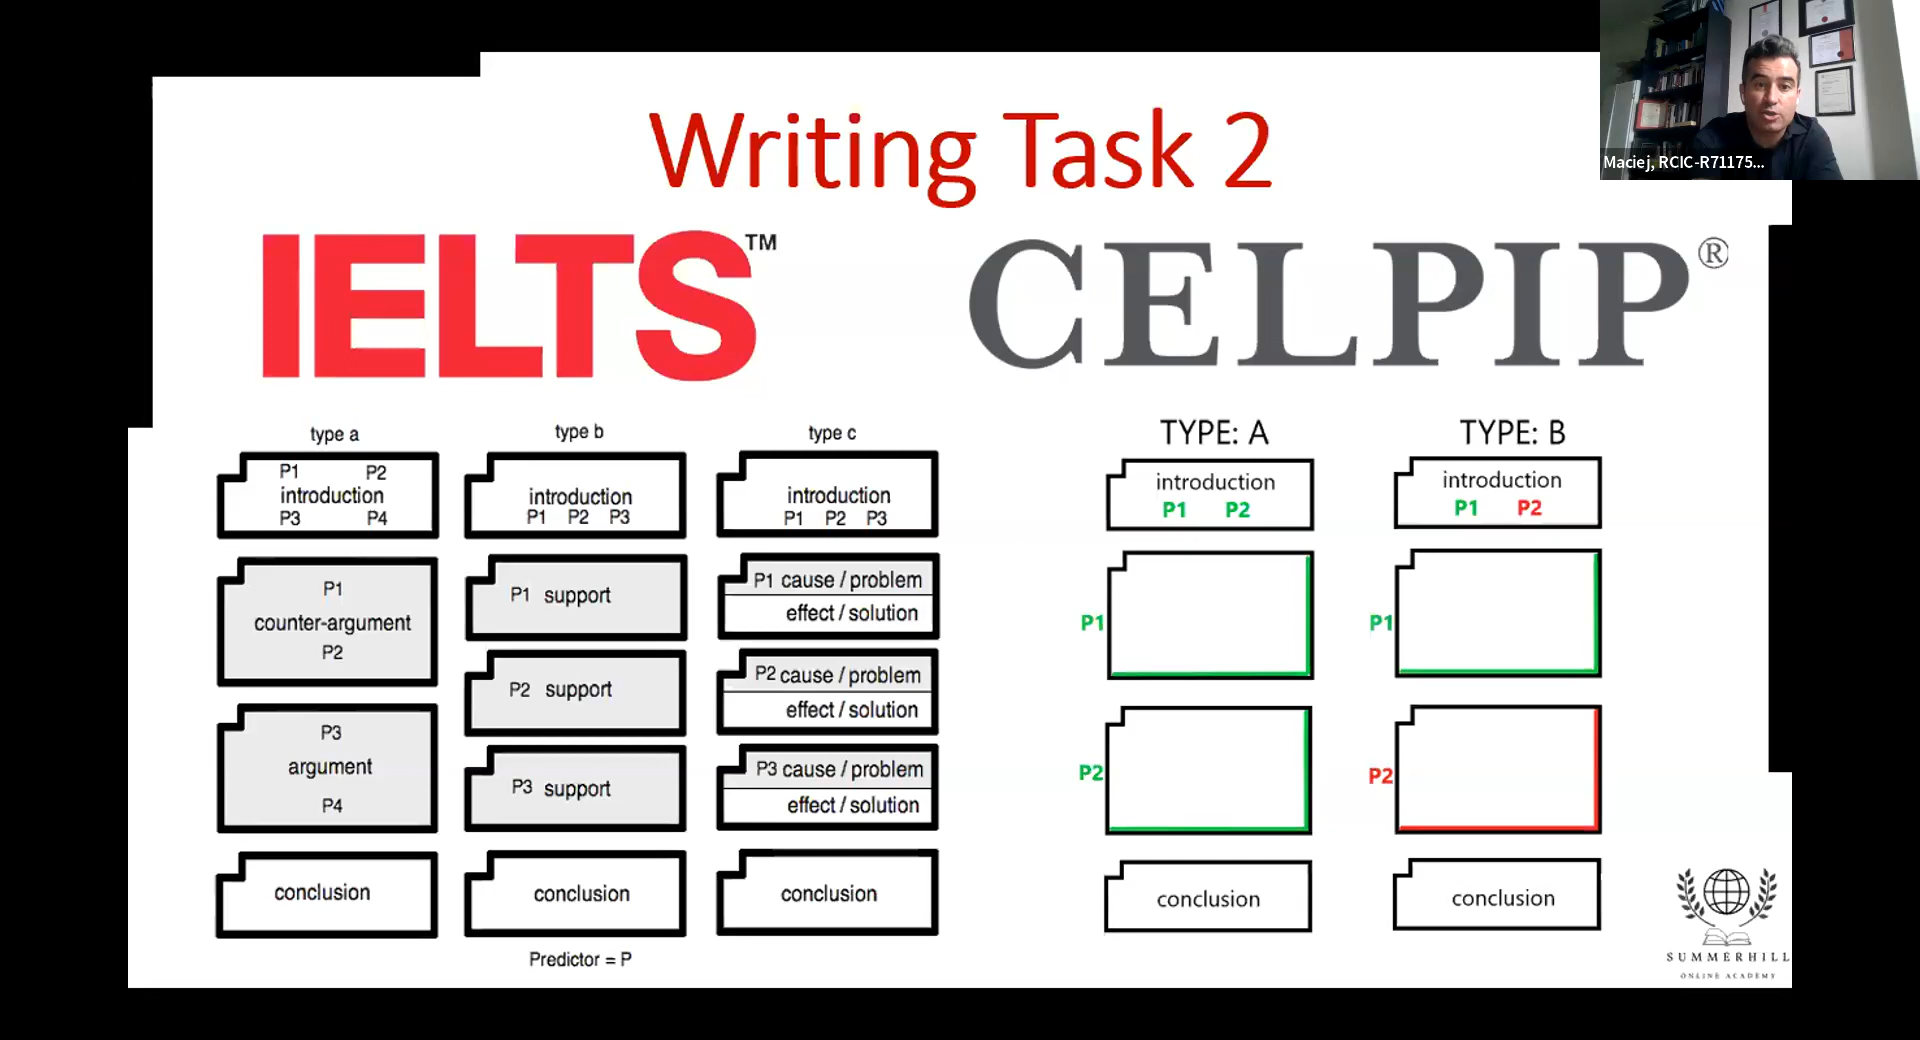 Writing Task 2
Maciej, RCIC-R71175...
IELTS™
CELPIP®
type a
P1 P2
introduction
P3 P4
P1
counter-argument
P2
P3
argument
P4
conclusion
type b
introduction
P1 P2 P3
P1 support
P2 support
P3 support
conclusion
Predictor = P
type c
introduction
P1 P2 P3
P1 cause / problem
effect / solution
P2 cause / problem
effect / solution
P3 cause / problem
effect / solution
conclusion
TYPE: A
introduction
P1 P2
P1
P2
conclusion
TYPE: B
introduction
P1 P2
P1
P2
conclusion
SUMMERHILL
ONLINE ACADEMY